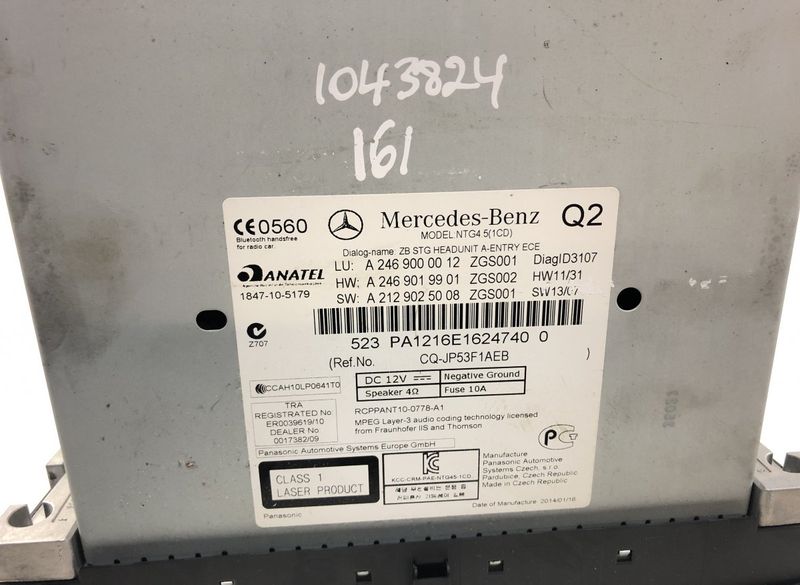 1043824
161
CE0560
Bluetooth handsfree
for radio car.
Mercedes-Benz
Q2
MODEL NTG4.5(1CD)
Dialog-name: ZB STG HEADUNIT A-ENTRY ECE
LU: A 246 900 00 12 ZGS001 DiagID3107
HW: A 246 901 99 01 ZGS002 HW11/31
SW: A 212 902 50 08 ZGS001 SW13/07
ANATEL
1847-10-5179
Z707
523 PA1216E1624740 0
(Ref.No. CQ-JP53F1AEB )
CCAH10LP0641T0
DC 12V Negative Ground
Speaker 4Ω Fuse 10A
TRA
REGISTRATED No
ER0039619/10
DEALER No
0017382/09
RCPPANT10-0778-A1
MPEG Layer-3 audio coding technology licensed
from Fraunhofer IIS and Thomson
Panasonic Automotive Systems Europe GmbH
CLASS 1
LASER PRODUCT
KCC-CRM-PAE-NTG45-1CD
Manufacture
Panasonic Automotive
Systems Czech, s.r.o.
Pardubice, Czech Republic
Made in Czech Republic
Panasonic
Date of Manufacture 2014/01/16